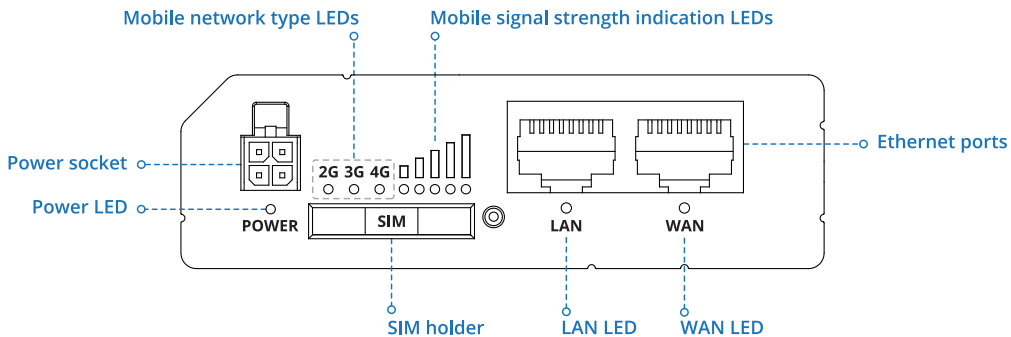 Mobile network type LEDs
Mobile signal strength indication LEDs
Ethernet ports
Power socket
2G 3G 4G
Power LED
POWER
SIM
LAN
WAN
SIM holder
LAN LED
WAN LED